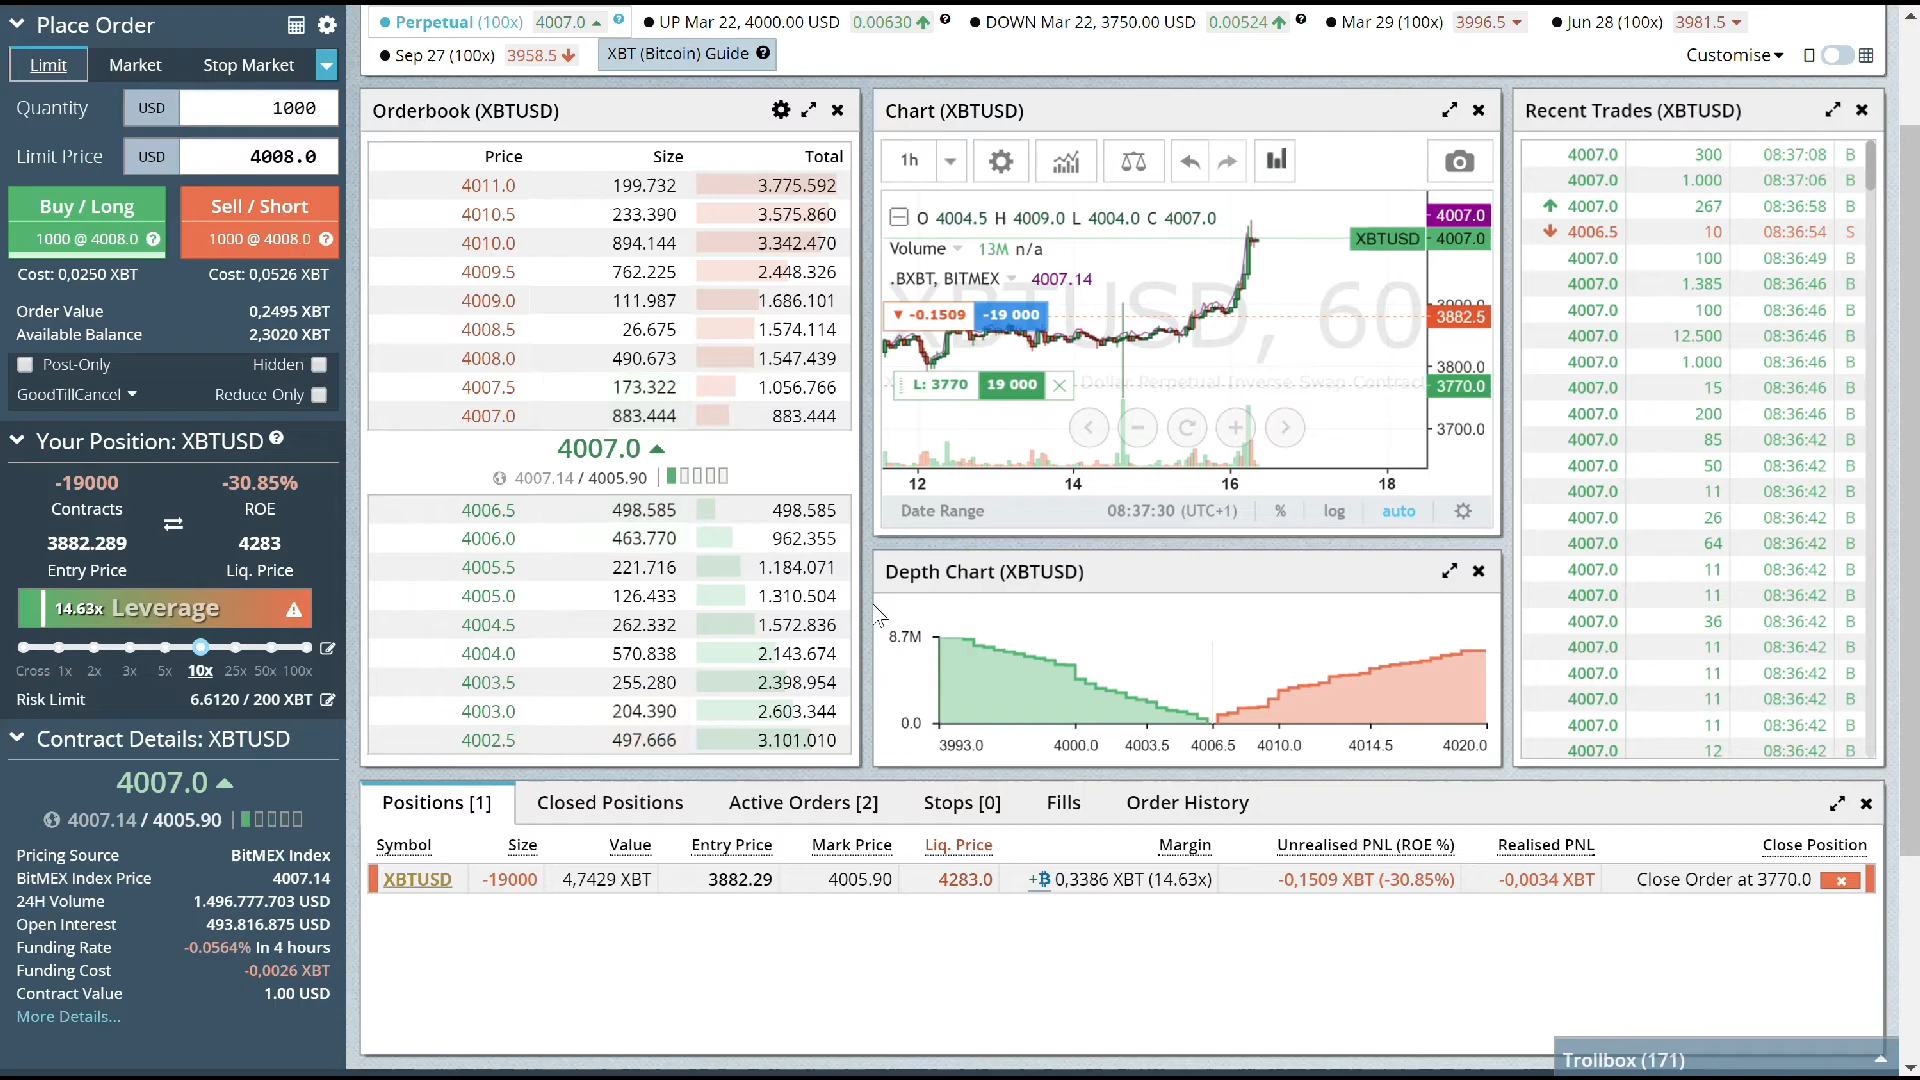 Place Order
Limit Market Stop Market
Quantity USD 1000
Limit Price USD 4008.0
Buy / Long Sell / Short
1000 @ 4008.0 ? 1000 @ 4008.0 ?
Cost: 0,0250 XBT Cost: 0,0526 XBT
Order Value 0,2495 XBT
Available Balance 2,3020 XBT
Post-Only Hidden
GoodTillCancel Reduce Only
Your Position: XBTUSD ?
-19000 -30.85%
Contracts ROE
3882.289 4283
Entry Price Liq. Price
14.63x Leverage
Cross 1x 2x 3x 5x 10x 25x 50x 100x
Risk Limit 6.6120 / 200 XBT
Contract Details: XBTUSD
4007.0
4007.14 / 4005.90
Pricing Source BitMEX Index
BitMEX Index Price 4007.14
24H Volume 1.496.777.703 USD
Open Interest 493.816.875 USD
Funding Rate -0.0564% In 4 hours
Funding Cost -0,0026 XBT
Contract Value 1.00 USD
More Details...
Perpetual (100x) 4007.0 ? UP Mar 22, 4000.00 USD 0.00630 ? DOWN Mar 22, 3750.00 USD 0.00524 ? Mar 29 (100x) 3996.5 Jun 28 (100x) 3981.5
Sep 27 (100x) 3958.5 XBT (Bitcoin) Guide ? Customise
Orderbook (XBTUSD)
Price Size Total
4011.0 199.732 3.775.592
4010.5 233.390 3.575.860
4010.0 894.144 3.342.470
4009.5 762.225 2.448.326
4009.0 111.987 1.686.101
4008.5 26.675 1.574.114
4008.0 490.673 1.547.439
4007.5 173.322 1.056.766
4007.0 883.444 883.444
4007.0
4007.14 / 4005.90
4006.5 498.585 498.585
4006.0 463.770 962.355
4005.5 221.716 1.184.071
4005.0 126.433 1.310.504
4004.5 262.332 1.572.836
4004.0 570.838 2.143.674
4003.5 255.280 2.398.954
4003.0 204.390 2.603.344
4002.5 497.666 3.101.010
Chart (XBTUSD)
1h
O 4004.5 H 4009.0 L 4004.0 C 4007.0
Volume 13M n/a
.BXBT, BITMEX 4007.14
XBTUSD, 60
-0.1509 -19 000
L: 3770 19 000
Dollar Perpetual Inverse Swap Contract
4007.0
XBTUSD 4007.0
3900.0
3882.5
3800.0
3770.0
3700.0
12 14 16 18
Date Range 08:37:30 (UTC+1) % log auto
Depth Chart (XBTUSD)
8.7M
0.0
3993.0 4000.0 4003.5 4006.5 4010.0 4014.5 4020.0
Recent Trades (XBTUSD)
4007.0 300 08:37:08 B
4007.0 1.000 08:37:06 B
4007.0 267 08:36:58 B
4006.5 10 08:36:54 S
4007.0 100 08:36:49 B
4007.0 1.385 08:36:46 B
4007.0 100 08:36:46 B
4007.0 12.500 08:36:46 B
4007.0 1.000 08:36:46 B
4007.0 15 08:36:46 B
4007.0 200 08:36:46 B
4007.0 85 08:36:42 B
4007.0 50 08:36:42 B
4007.0 11 08:36:42 B
4007.0 26 08:36:42 B
4007.0 64 08:36:42 B
4007.0 11 08:36:42 B
4007.0 11 08:36:42 B
4007.0 36 08:36:42 B
4007.0 11 08:36:42 B
4007.0 11 08:36:42 B
4007.0 11 08:36:42 B
4007.0 11 08:36:42 B
4007.0 12 08:36:42 B
Positions [1] Closed Positions Active Orders [2] Stops [0] Fills Order History
Symbol Size Value Entry Price Mark Price Liq. Price Margin Unrealised PNL (ROE %) Realised PNL Close Position
XBTUSD -19000 4,7429 XBT 3882.29 4005.90 4283.0 +₿ 0,3386 XBT (14.63x) -0,1509 XBT (-30.85%) -0,0034 XBT Close Order at 3770.0
Trollbox (171)